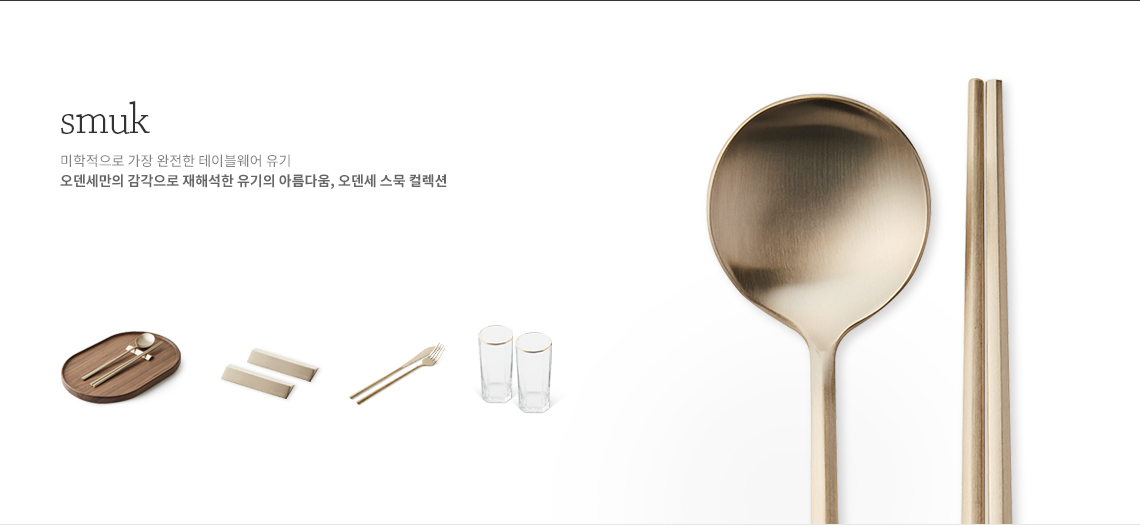 smuk
미학적으로 가장 완전한 테이블웨어 유기
오덴세만의 감각으로 재해석한 유기의 아름다움, 오덴세 스묵 컬렉션